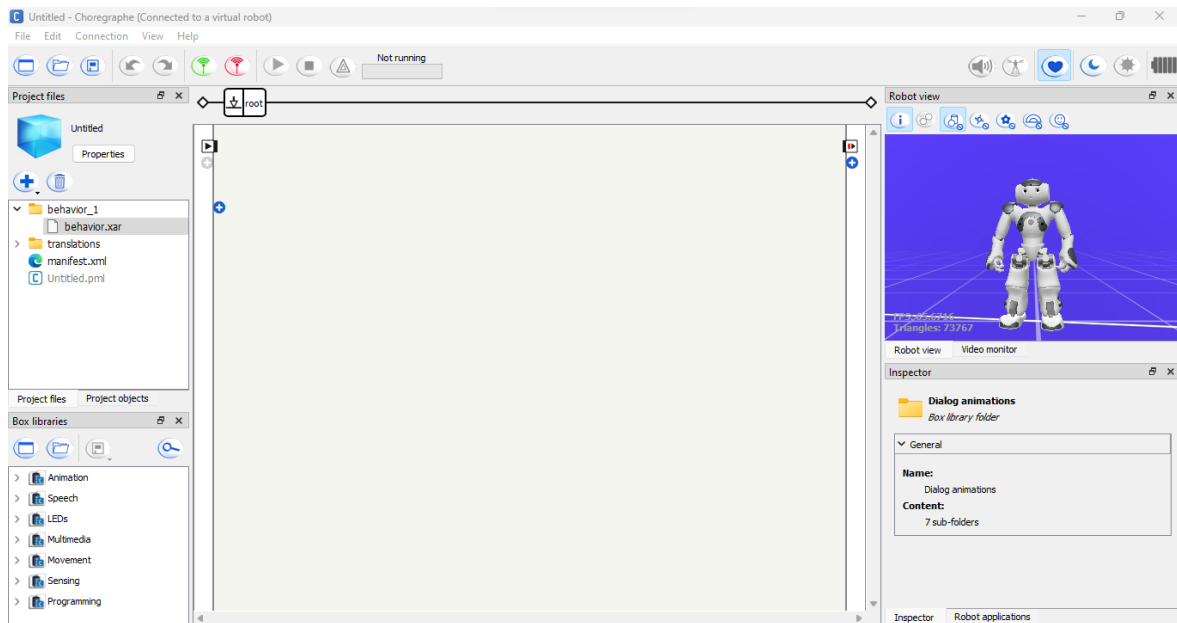 Untitled - Choregraphe (Connected to a virtual robot)
File Edit Connection View Help
Not running
Project files
Untitled
Properties
behavior_1
behavior.xar
translations
manifest.xml
Untitled.pml
Project files Project objects
Box libraries
Animation
Speech
LEDs
Multimedia
Movement
Sensing
Programming
root
Robot view
Triangles: 73767
Robot view Video monitor
Inspector
Dialog animations
Box library folder
General
Name:
Dialog animations
Content:
7 sub-folders
Inspector Robot applications